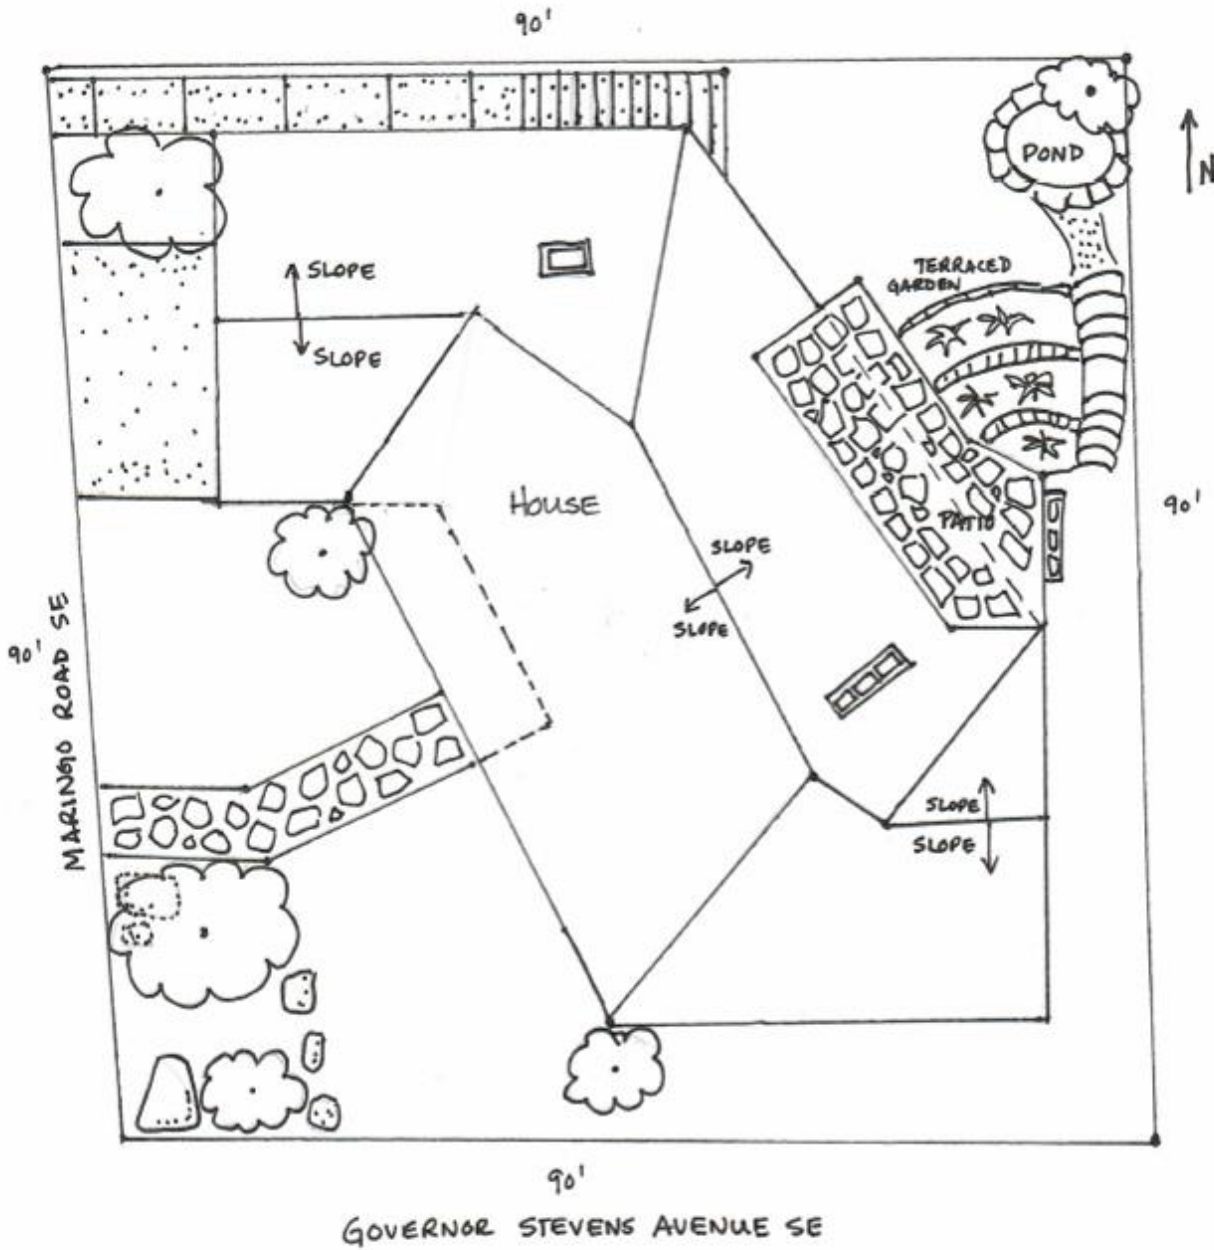 90'
N
POND
TERRACED
GARDEN
SLOPE
SLOPE
HOUSE
90'
PATIO
SLOPE
SLOPE
90'
MARINGO ROAD SE
SLOPE
SLOPE
90'
GOVERNOR STEVENS AVENUE SE